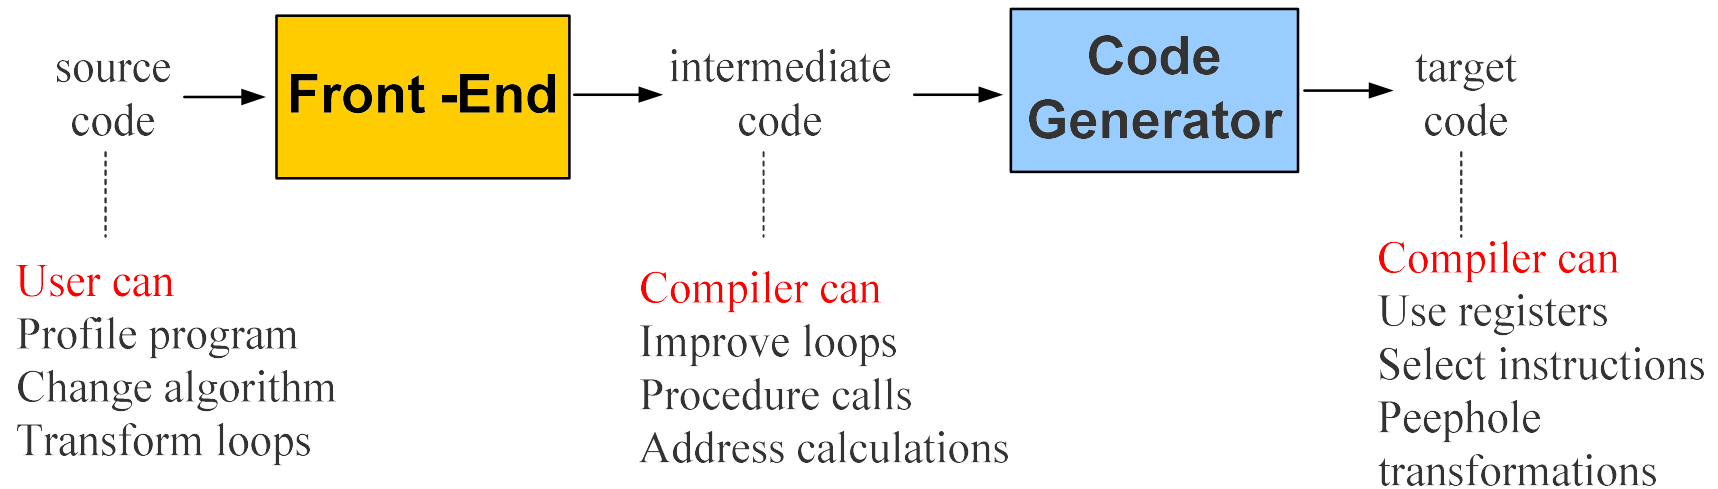 source
code
Front -End
intermediate
code
Code
Generator
target
code
User can
Profile program
Change algorithm
Transform loops
Compiler can
Improve loops
Procedure calls
Address calculations
Compiler can
Use registers
Select instructions
Peephole
transformations